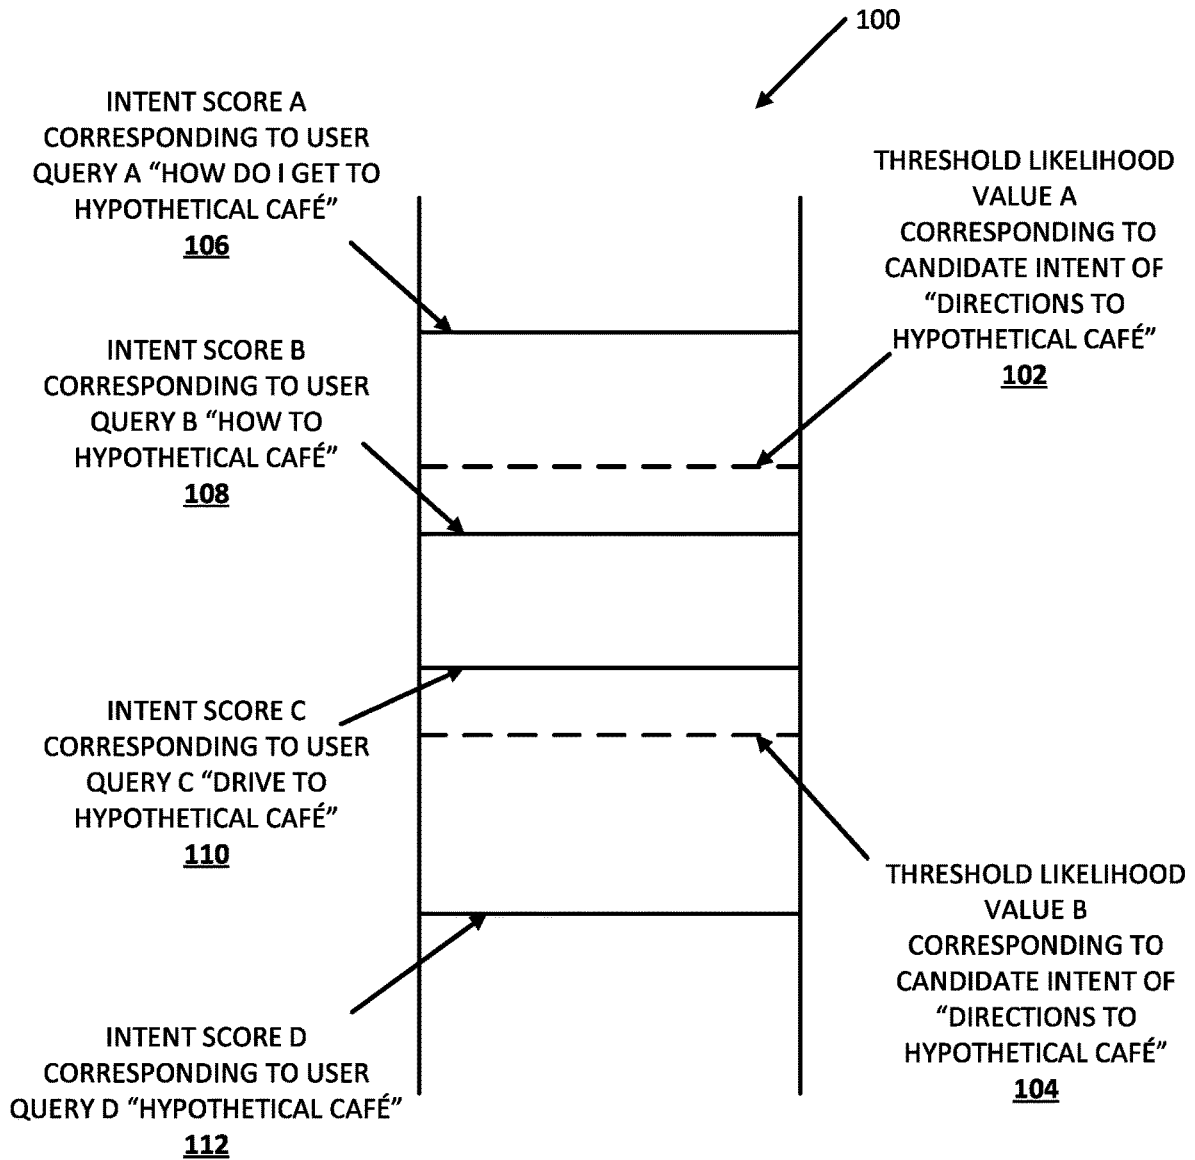 100
INTENT SCORE A
CORRESPONDING TO USER
QUERY A “HOW DO I GET TO
HYPOTHETICAL CAFÉ”
106
THRESHOLD LIKELIHOOD
VALUE A
CORRESPONDING TO
CANDIDATE INTENT OF
“DIRECTIONS TO
HYPOTHETICAL CAFÉ”
102
INTENT SCORE B
CORRESPONDING TO USER
QUERY B “HOW TO
HYPOTHETICAL CAFÉ”
108
INTENT SCORE C
CORRESPONDING TO USER
QUERY C “DRIVE TO
HYPOTHETICAL CAFÉ”
110
THRESHOLD LIKELIHOOD
VALUE B
CORRESPONDING TO
CANDIDATE INTENT OF
“DIRECTIONS TO
HYPOTHETICAL CAFÉ”
104
INTENT SCORE D
CORRESPONDING TO USER
QUERY D “HYPOTHETICAL CAFÉ”
112